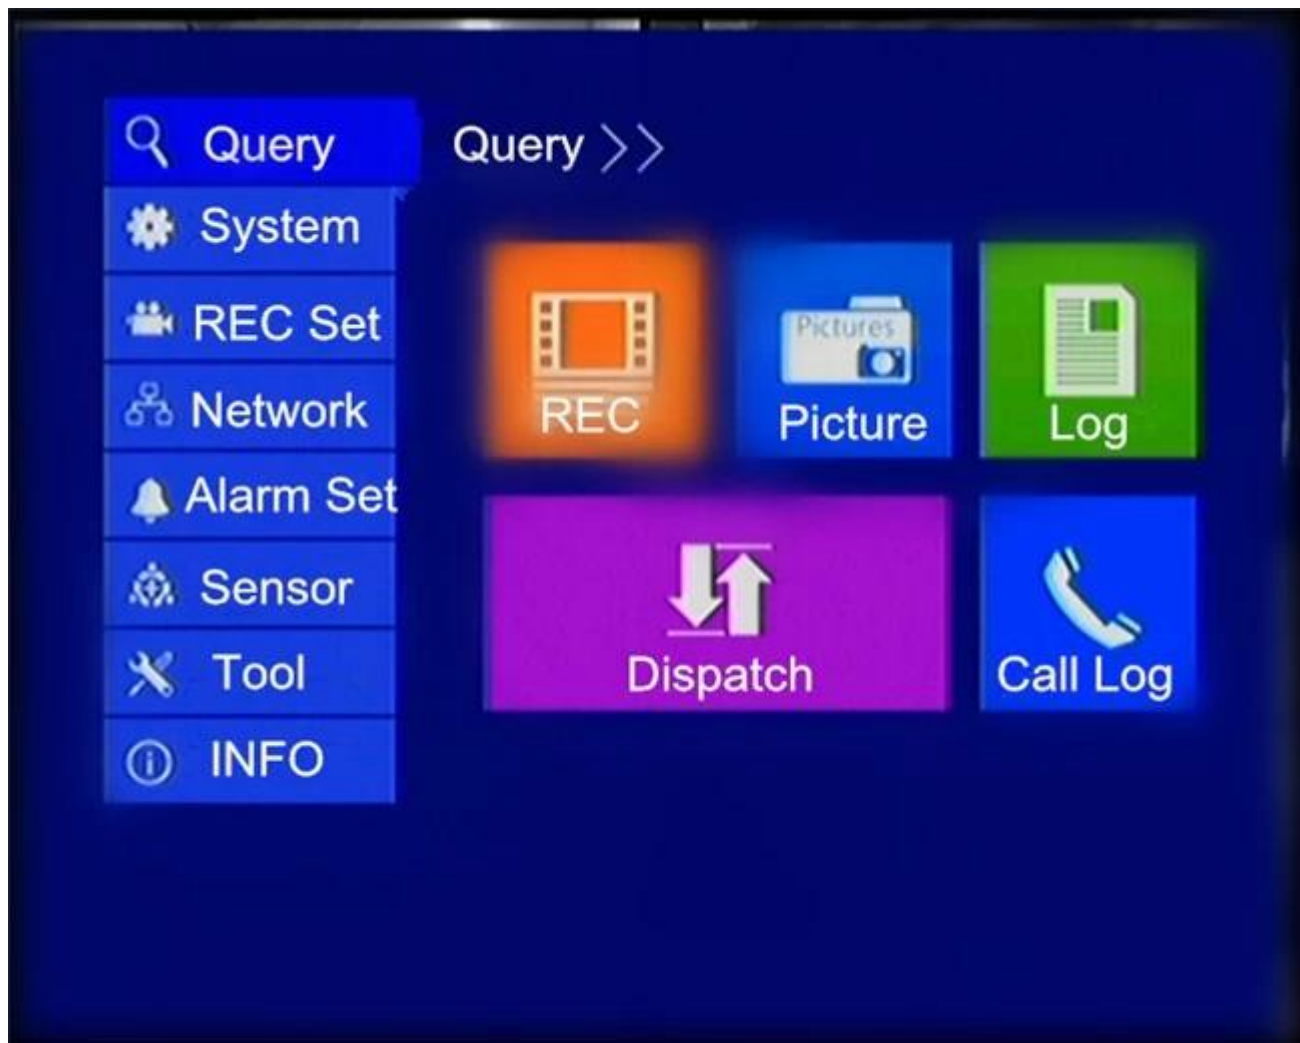 Query
System
REC Set
Network
Alarm Set
Sensor
Tool
INFO
Query >>
REC
Pictures
Picture
Log
Dispatch
Call Log